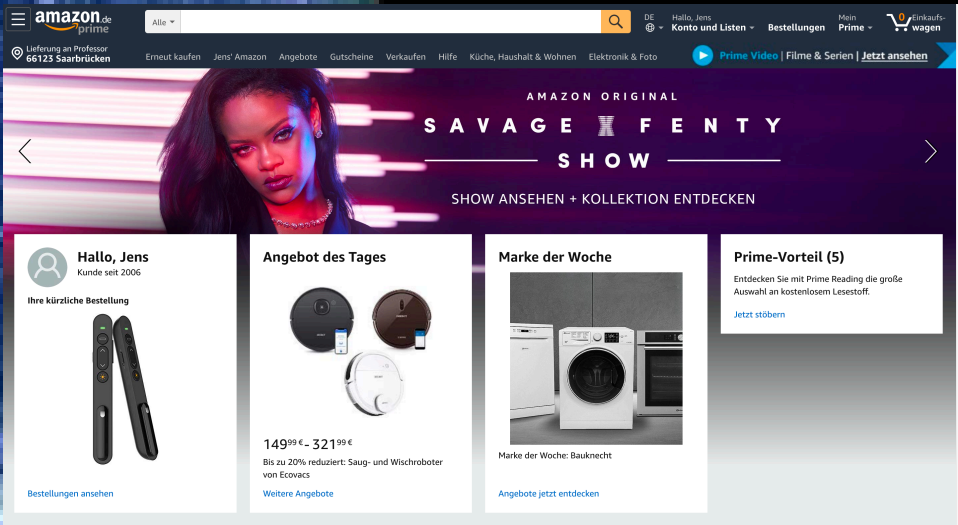 amazon.de
prime
Alle
DE
Hallo, Jens
Konto und Listen
Bestellungen
Mein
Prime
0
Einkaufs-
wagen
Lieferung an Professor
66123 Saarbrücken
Erneut kaufen
Jens' Amazon
Angebote
Gutscheine
Verkaufen
Hilfe
Küche, Haushalt & Wohnen
Elektronik & Foto
Prime Video | Filme & Serien | Jetzt ansehen
AMAZON ORIGINAL
SAVAGE X FENTY
SHOW
SHOW ANSEHEN + KOLLEKTION ENTDECKEN
Hallo, Jens
Kunde seit 2006
Ihre kürzliche Bestellung
Bestellungen ansehen
Angebot des Tages
14999 € - 32199 €
Bis zu 20% reduziert: Saug- und Wischroboter
von Ecovacs
Weitere Angebote
Marke der Woche
Marke der Woche: Bauknecht
Angebote jetzt entdecken
Prime-Vorteil (5)
Entdecken Sie mit Prime Reading die große
Auswahl an kostenlosem Lesestoff.
Jetzt stöbern